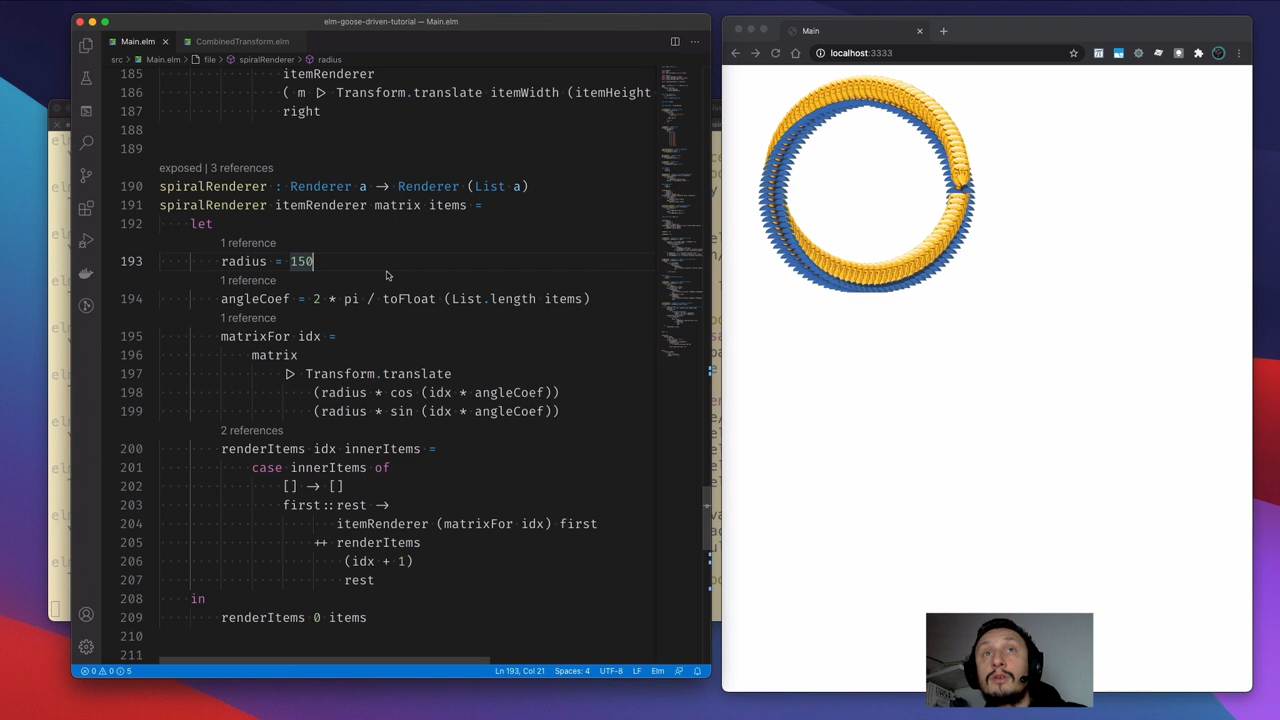 elm-goose-driven-tutorial — Main.elm
Main.elm
CombinedTransform.elm
src > Main.elm > file > spiralRenderer > radius
185 itemRenderer
186 ( m |> Transform.translate itemWidth (itemHeight
187 right
188
189
exposed | 3 references
190 spiralRenderer : Renderer a -> Renderer (List a)
191 spiralRenderer itemRenderer matrix items =
192 let
1 reference
193 radius = 150
1 reference
194 angleCoef = 2 * pi / toFloat (List.length items)
1 reference
195 matrixFor idx =
196 matrix
197 |> Transform.translate
198 (radius * cos (idx * angleCoef))
199 (radius * sin (idx * angleCoef))
2 references
200 renderItems idx innerItems =
201 case innerItems of
202 [] -> []
203 first::rest ->
204 itemRenderer (matrixFor idx) first
205 ++ renderItems
206 (idx + 1)
207 rest
208 in
209 renderItems 0 items
210
211
0 0 5
Ln 193, Col 21 Spaces: 4 UTF-8 LF Elm
Main
localhost:3333